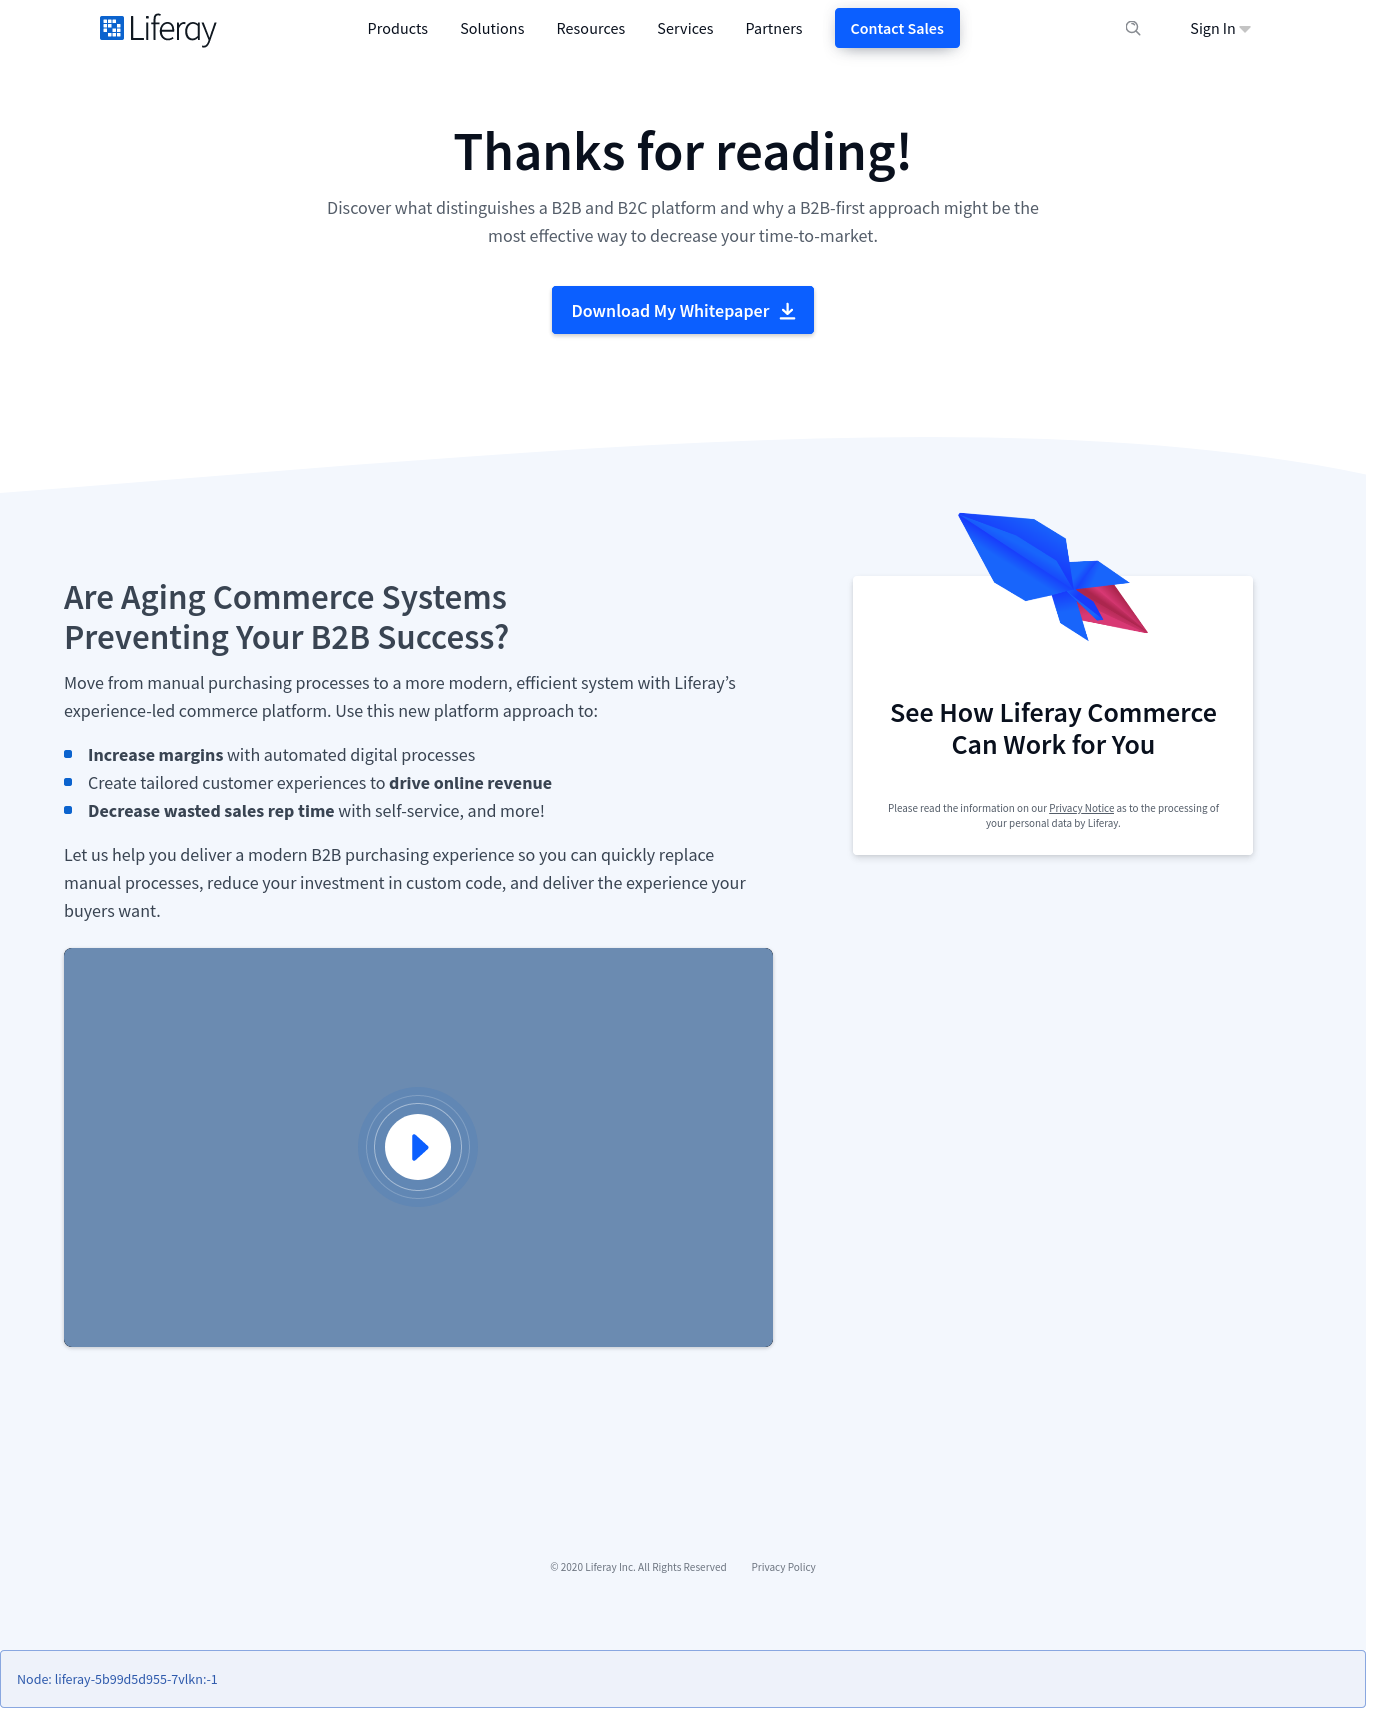 Liferay
Products
Solutions
Resources
Services
Partners
Contact Sales
Sign In
Thanks for reading!
Discover what distinguishes a B2B and B2C platform and why a B2B-first approach might be the
most effective way to decrease your time-to-market.
Download My Whitepaper
Are Aging Commerce Systems
Preventing Your B2B Success?
Move from manual purchasing processes to a more modern, efficient system with Liferay’s
experience-led commerce platform. Use this new platform approach to:
Increase margins with automated digital processes
Create tailored customer experiences to drive online revenue
Decrease wasted sales rep time with self-service, and more!
Let us help you deliver a modern B2B purchasing experience so you can quickly replace
manual processes, reduce your investment in custom code, and deliver the experience your
buyers want.
See How Liferay Commerce
Can Work for You
Please read the information on our Privacy Notice as to the processing of
your personal data by Liferay.
© 2020 Liferay Inc. All Rights Reserved
Privacy Policy
Node: liferay-5b99d5d955-7vlkn:-1